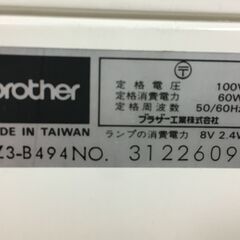 brother
〒
定格電圧 100V
定格消費電力 60W
定格周波数 50/60H
ブラザー工業株式会社
MADE IN TAIWAN
ランプの消費電力 8V 2.4W
Z3-B494 NO. 3122609